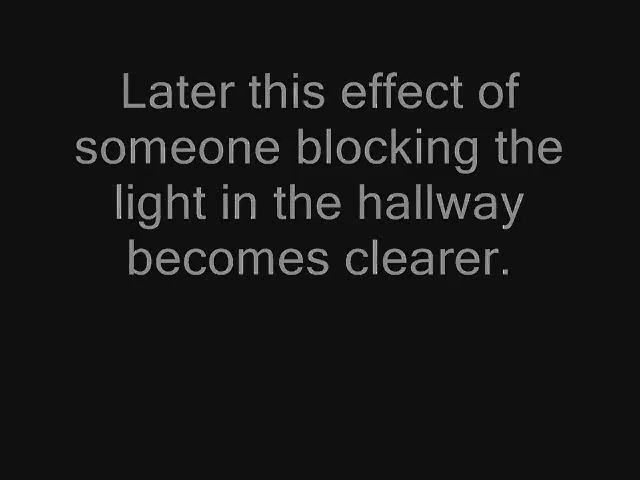 Later this effect of
someone blocking the
light in the hallway
becomes clearer.